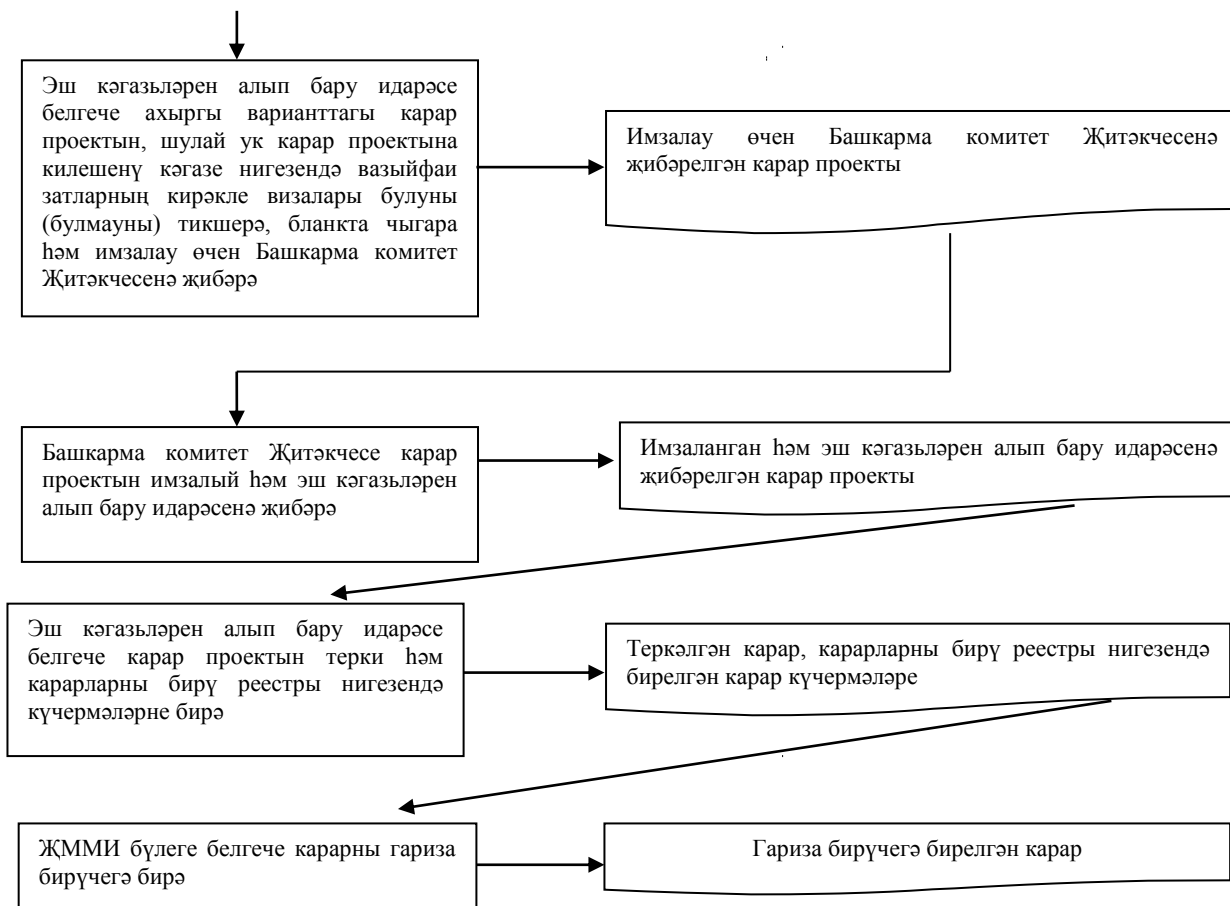 Эш кәгазьләрен алып бару идарәсе
белгече ахыргы варианттагы карар
проектын, шулай ук карар проектына
килешенү кәгазе нигезендә вазыйфаи
затларның кирәкле визалары булуны
(булмауны) тикшерә, бланкта чыгара
һәм имзалау өчен Башкарма комитет
Җитәкчесенә җибәрә
Имзалау өчен Башкарма комитет Җитәкчесенә
җибәрелгән карар проекты
Башкарма комитет Җитәкчесе карар
проектын имзалый һәм эш кәгазьләрен
алып бару идарәсенә җибәрә
Имзаланган һәм эш кәгазьләрен алып бару идарәсенә
җибәрелгән карар проекты
Эш кәгазьләрен алып бару идарәсе
белгече карар проектын терки һәм
карарларны бирү реестры нигезендә
күчермәләрне бирә
Теркәлгән карар, карарларны бирү реестры нигезендә
бирелгән карар күчермәләре
ҖММИ бүлеге белгече карарны гариза
бирүчегә бирә
Гариза бирүчегә бирелгән карар